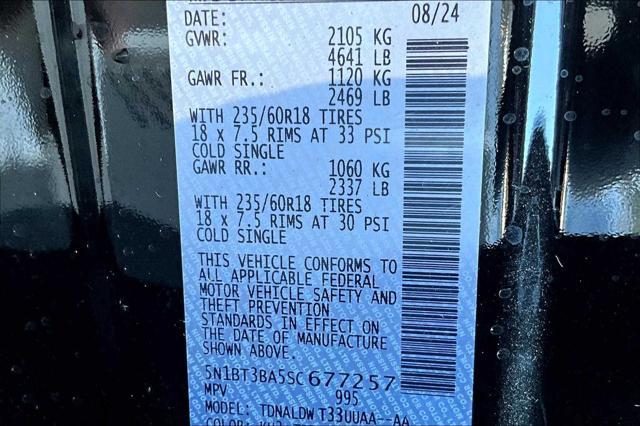 DATE: 08/24
GVWR: 2105 KG
4641 LB
GAWR FR.: 1120 KG
2469 LB
WITH 235/60R18 TIRES
18 x 7.5 RIMS AT 33 PSI
COLD SINGLE
GAWR RR.: 1060 KG
2337 LB
WITH 235/60R18 TIRES
18 x 7.5 RIMS AT 30 PSI
COLD SINGLE
THIS VEHICLE CONFORMS TO
ALL APPLICABLE FEDERAL
MOTOR VEHICLE SAFETY AND
THEFT PREVENTION
STANDARDS IN EFFECT ON
THE DATE OF MANUFACTURE
SHOWN ABOVE.
5N1BT3BA5SC677257
MPV 995
MODEL: TDNALDW T33UUAA--AA